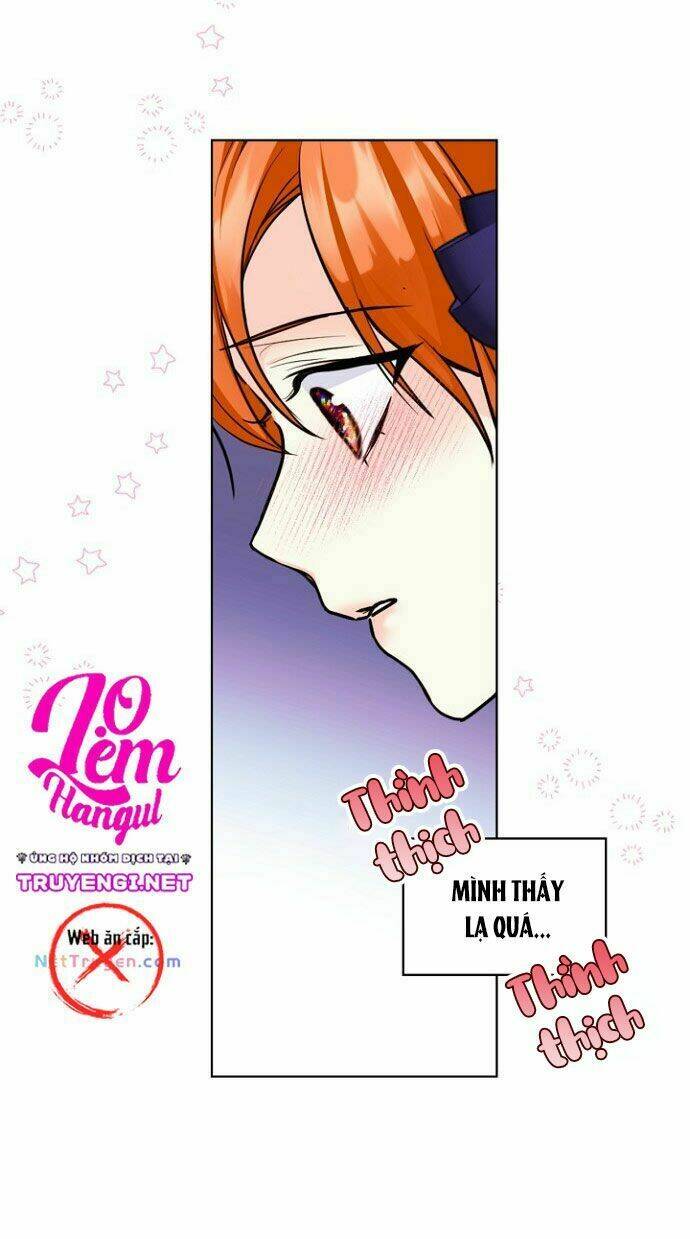 LỌ
Lem
Hangul
ỦNG HỘ NHÓM DỊCH TẠI
TRUYENGI.NET
Web ăn cắp:
NetTruyen.com
Thình
thịch
MÌNH THẤY
LẠ QUÁ...
Thình
thịch